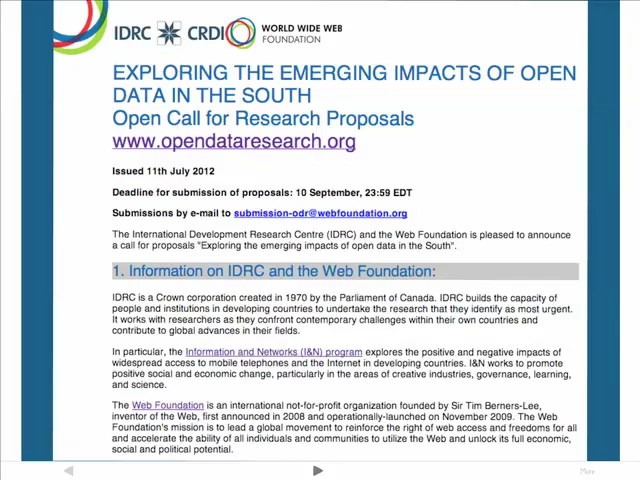 IDRC CRDI WORLD WIDE WEB
FOUNDATION
EXPLORING THE EMERGING IMPACTS OF OPEN
DATA IN THE SOUTH
Open Call for Research Proposals
www.opendataresearch.org
Issued 11th July 2012
Deadline for submission of proposals: 10 September, 23:59 EDT
Submissions by e-mail to submission-odr@webfoundation.org
The International Development Research Centre (IDRC) and the Web Foundation is pleased to announce
a call for proposals "Exploring the emerging impacts of open data in the South".
1. Information on IDRC and the Web Foundation:
IDRC is a Crown corporation created in 1970 by the Parliament of Canada. IDRC builds the capacity of
people and institutions in developing countries to undertake the research that they identify as most urgent.
It works with researchers as they confront contemporary challenges within their own countries and
contribute to global advances in their fields.
In particular, the Information and Networks (I&N) program explores the positive and negative impacts of
widespread access to mobile telephones and the Internet in developing countries. I&N works to promote
positive social and economic change, particularly in the areas of creative industries, governance, learning,
and science.
The Web Foundation is an international not-for-profit organization founded by Sir Tim Berners-Lee,
inventor of the Web, first announced in 2008 and operationally-launched on November 2009. The Web
Foundation's mission is to lead a global movement to reinforce the right of web access and freedoms for all
and accelerate the ability of all individuals and communities to utilize the Web and unlock its full economic,
social and political potential.
More